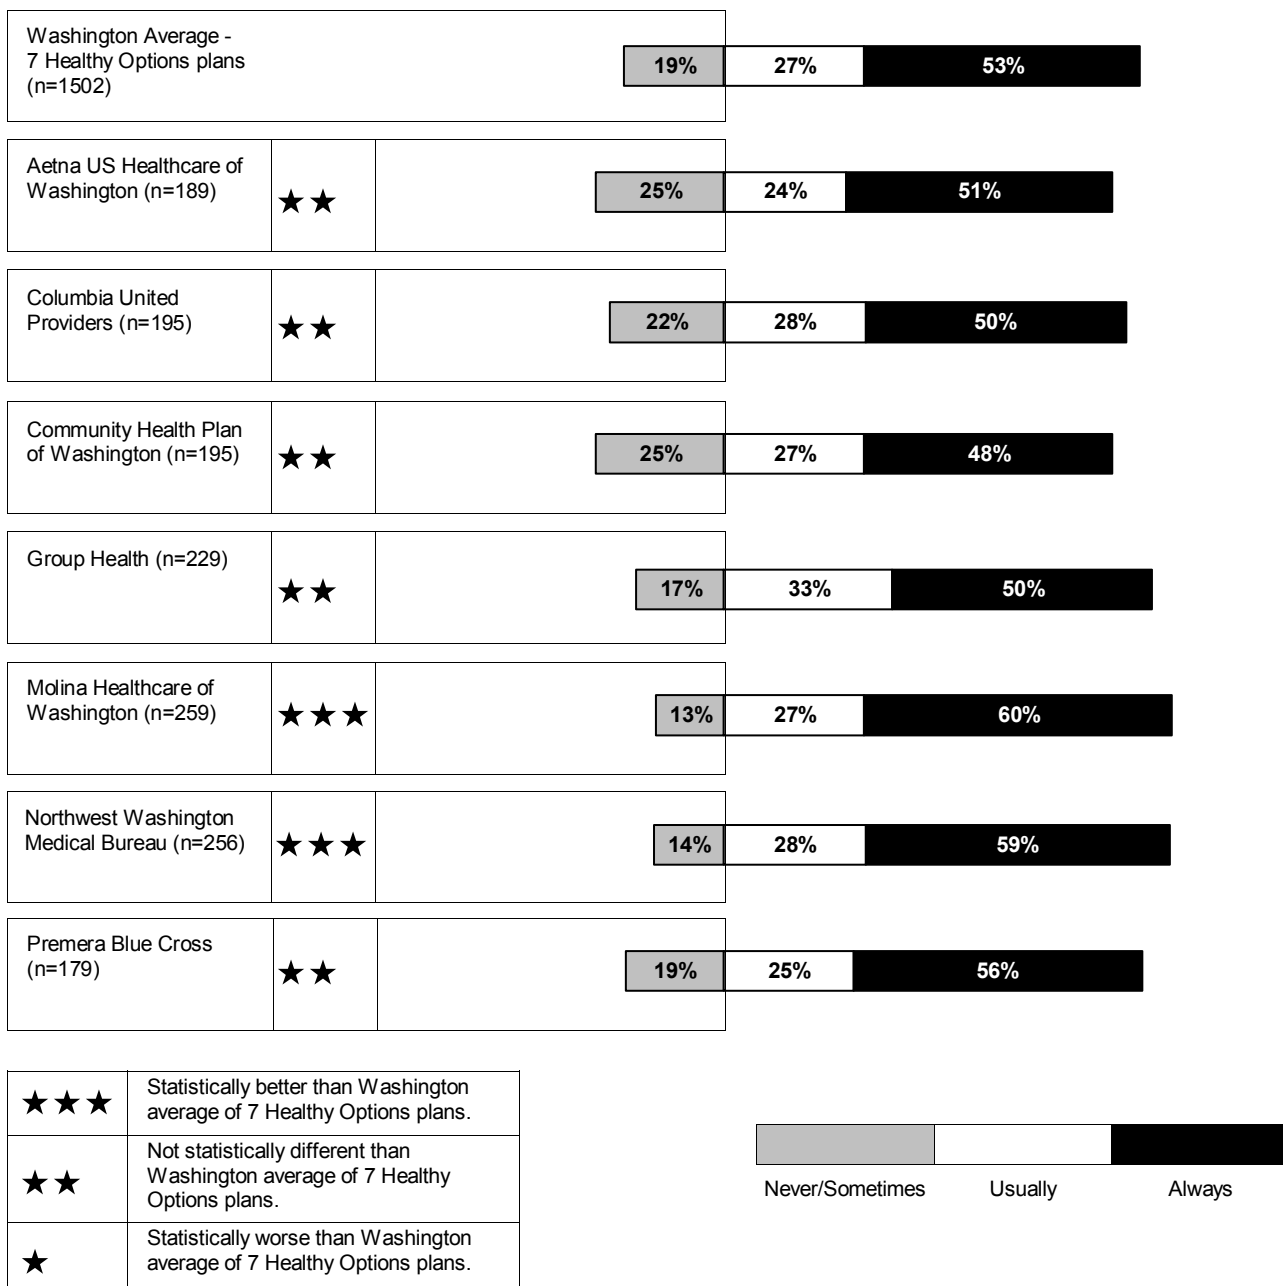 Washington Average -
7 Healthy Options plans
(n=1502)
19% 27% 53%
Aetna US Healthcare of
Washington (n=189)
★★
25% 24% 51%
Columbia United
Providers (n=195)
★★
22% 28% 50%
Community Health Plan
of Washington (n=195)
★★
25% 27% 48%
Group Health (n=229)
★★
17% 33% 50%
Molina Healthcare of
Washington (n=259)
★★★
13% 27% 60%
Northwest Washington
Medical Bureau (n=256)
★★★
14% 28% 59%
Premera Blue Cross
(n=179)
★★
19% 25% 56%
★★★
Statistically better than Washington
average of 7 Healthy Options plans.
★★
Not statistically different than
Washington average of 7 Healthy
Options plans.
★
Statistically worse than Washington
average of 7 Healthy Options plans.
Never/Sometimes Usually Always